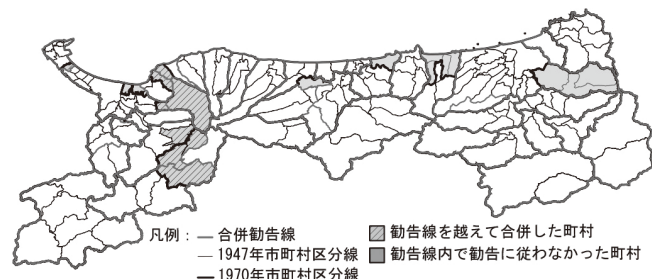 凡例：― 合併勧告線 勧告線を越えて合併した町村
― 1947年市町村区分線 勧告線内で勧告に従わなかった町村
― 1970年市町村区分線